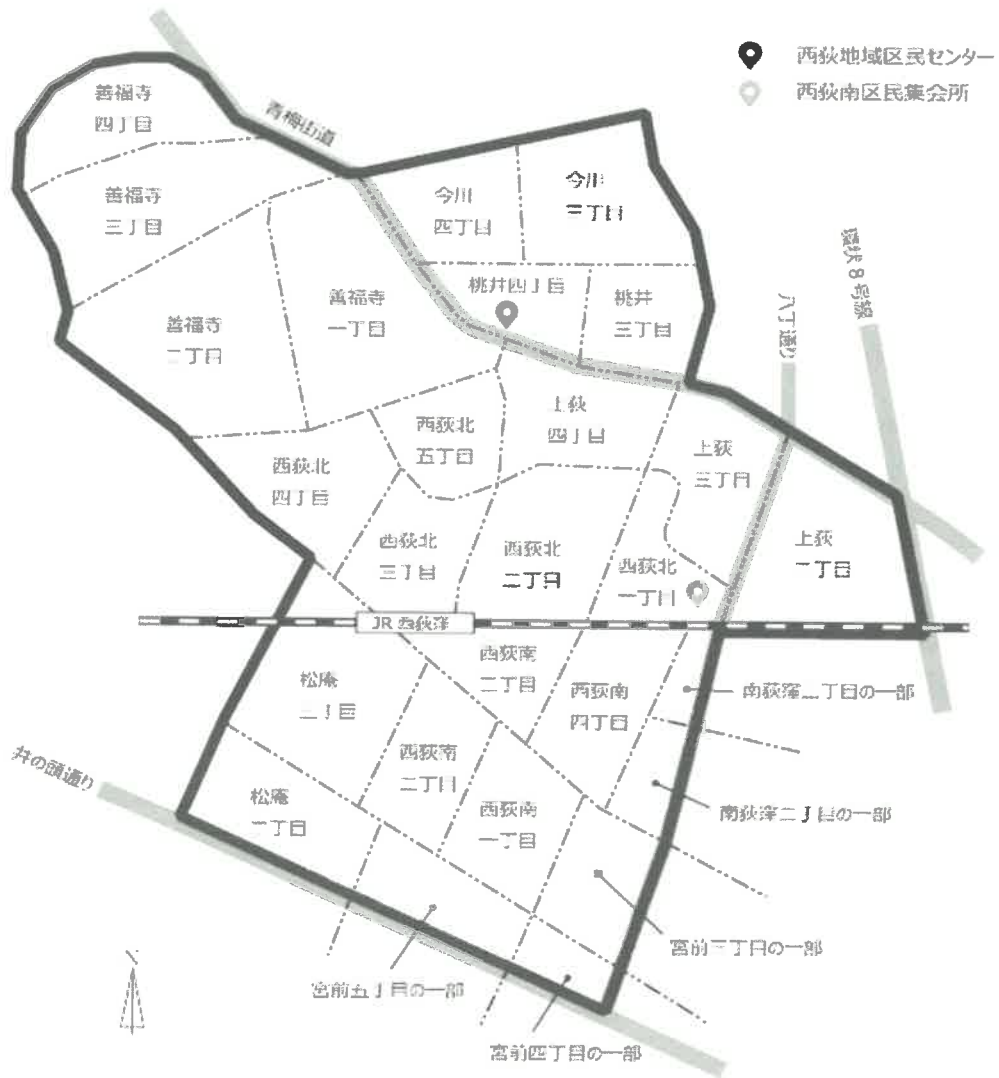 西荻地域区民センター
西荻南区民集会所
善福寺
四丁目
青梅街道
善福寺
三丁目
今川
四丁目
今川
三丁目
善福寺
二丁目
善福寺
一丁目
桃井四丁目
桃井
三丁目
八丁通り
環状8号線
西荻北
五丁目
上荻
四丁目
上荻
三丁目
西荻北
四丁目
西荻北
三丁目
西荻北
二丁目
西荻北
一丁目
上荻
二丁目
JR 西荻窪
松庵
西荻南
西荻南
四丁目
南荻窪
丁目の一部
西荻南
二丁目
西荻南
一丁目
南荻窪二丁目の一部
井の頭通り
松庵
二丁目
宮前三丁目の一部
宮前五丁目の一部
宮前四丁目の一部